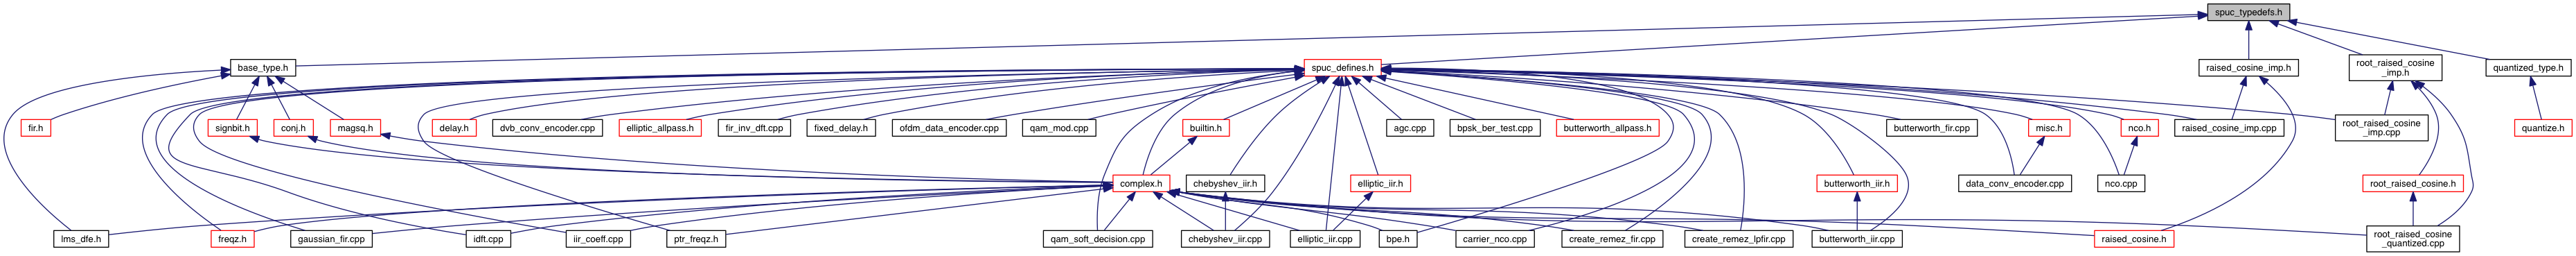 spuc_typedefs.h
base_type.h
spuc_defines.h
raised_cosine_imp.h
root_raised_cosine
_imp.h
quantized_type.h
fir.h
signbit.h
conj.h
magsq.h
delay.h
dvb_conv_encoder.cpp
elliptic_allpass.h
fir_inv_dft.cpp
fixed_delay.h
ofdm_data_encoder.cpp
qam_mod.cpp
builtin.h
agc.cpp
bpsk_ber_test.cpp
butterworth_allpass.h
butterworth_fir.cpp
misc.h
nco.h
raised_cosine_imp.cpp
root_raised_cosine
_imp.cpp
quantize.h
complex.h
chebyshev_iir.h
elliptic_iir.h
butterworth_iir.h
data_conv_encoder.cpp
nco.cpp
root_raised_cosine.h
lms_dfe.h
freqz.h
gaussian_fir.cpp
idft.cpp
iir_coeff.cpp
ptr_freqz.h
qam_soft_decision.cpp
chebyshev_iir.cpp
elliptic_iir.cpp
bpe.h
carrier_nco.cpp
create_remez_fir.cpp
create_remez_lpfir.cpp
butterworth_iir.cpp
raised_cosine.h
root_raised_cosine
_quantized.cpp